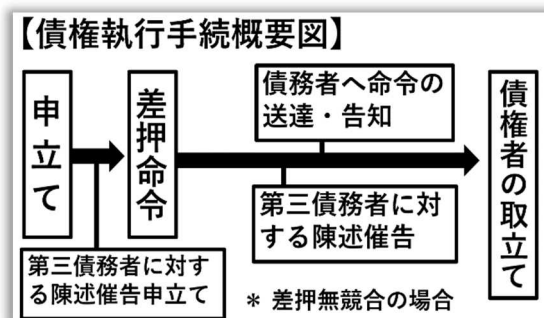 【債権執行手続概要図】
申立て
差押命令
債務者へ命令の
送達・告知
債権者の取立て
第三債務者に対
する陳述催告
第三債務者に対す
る陳述催告申立て
＊ 差押無競合の場合